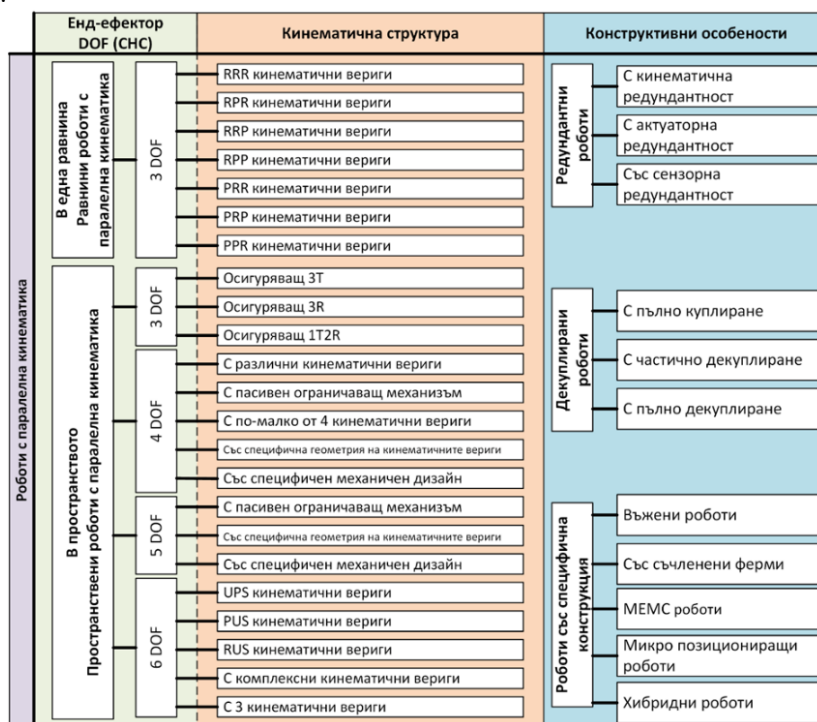 Енд-ефектор
DOF (СНС)
Кинематична структура
Конструктивни особености
Роботи с паралелна кинематика
В една равнина
Равнини роботи с
паралелна кинематика
3 DOF
RRR кинематични вериги
RPR кинематични вериги
RRP кинематични вериги
RPP кинематични вериги
PRR кинематични вериги
PRP кинематични вериги
PPR кинематични вериги
В пространството
Пространствени роботи с паралелна кинематика
3 DOF
Осигуряващ 3T
Осигуряващ 3R
Осигуряващ 1T2R
4 DOF
С различни кинематични вериги
С пасивен ограничаващ механизъм
С по-малко от 4 кинематични вериги
Със специфична геометрия на кинематичните вериги
Със специфичен механичен дизайн
5 DOF
С пасивен ограничаващ механизъм
Със специфична геометрия на кинематичните вериги
Със специфичен механичен дизайн
6 DOF
UPS кинематични вериги
PUS кинематични вериги
RUS кинематични вериги
С комплексни кинематични вериги
С 3 кинематични вериги
Редундантни
роботи
С кинематична
редундантност
С актуаторна
редундантност
Със сензорна
редундантност
Декуплирани
роботи
С пълно куплиране
С частично декуплиране
С пълно декуплиране
Роботи със специфична
конструкция
Въжени роботи
Със съчленени ферми
МЕМС роботи
Микро позициониращи
роботи
Хибридни роботи